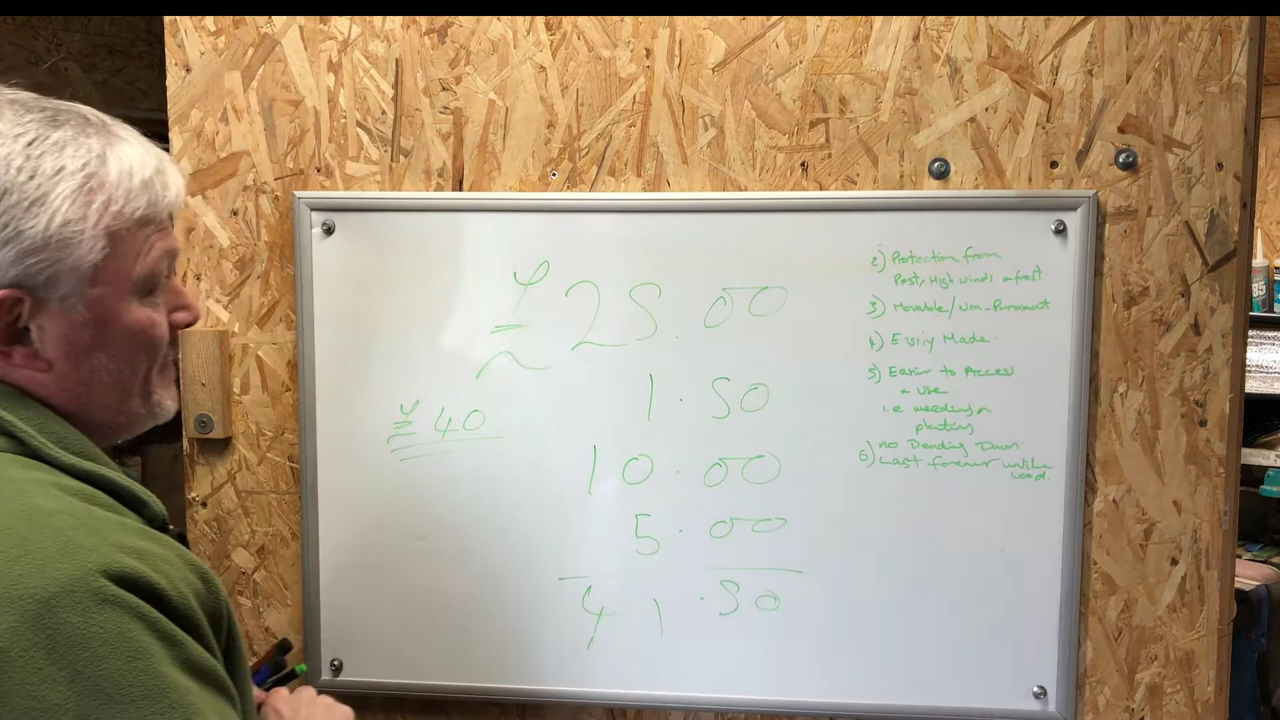 £25.00
1.50
£40
10.00
5.00
41.50
2) Protection from
Pest, High winds & frost.
3) Movable/Non-Permanent
4) Easily Made.
5) Easier to Access
+ Use
i.e weeding or
planting
no Bending Down.
6) Last forever unlike
wood.
85